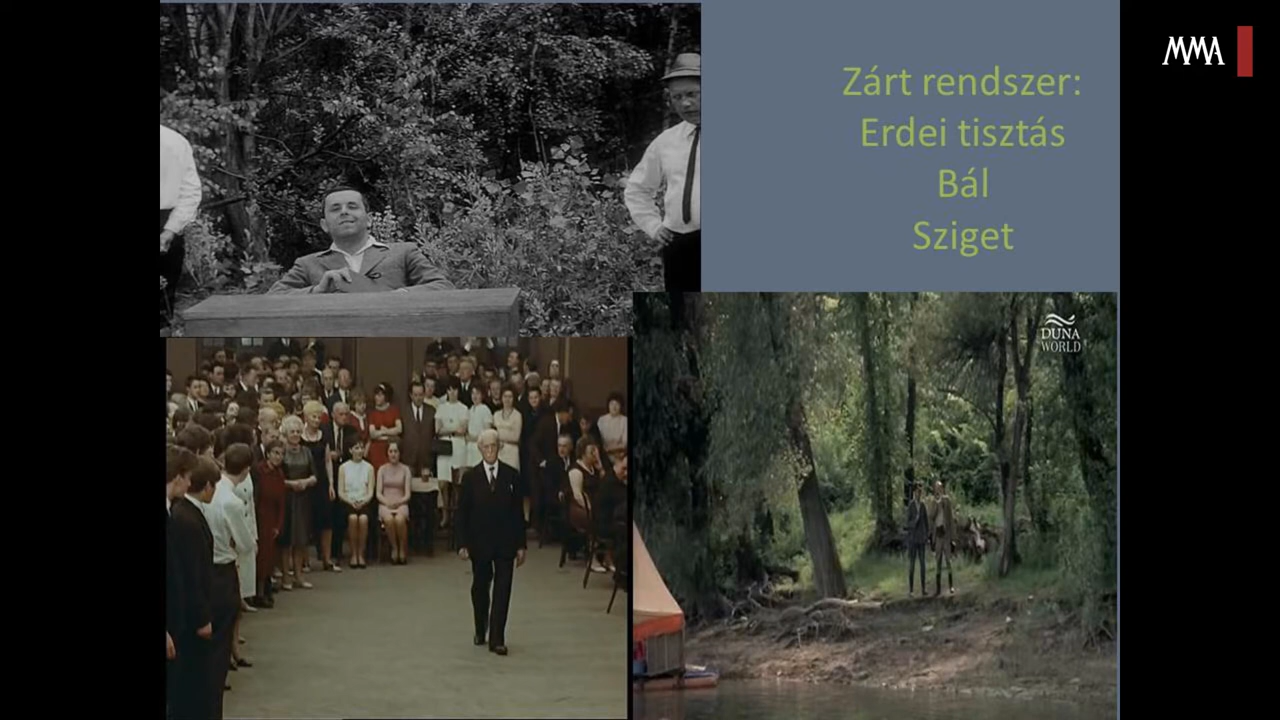 MMA
Zárt rendszer:
Erdei tisztás
Bál
Sziget
DUNA
WORLD